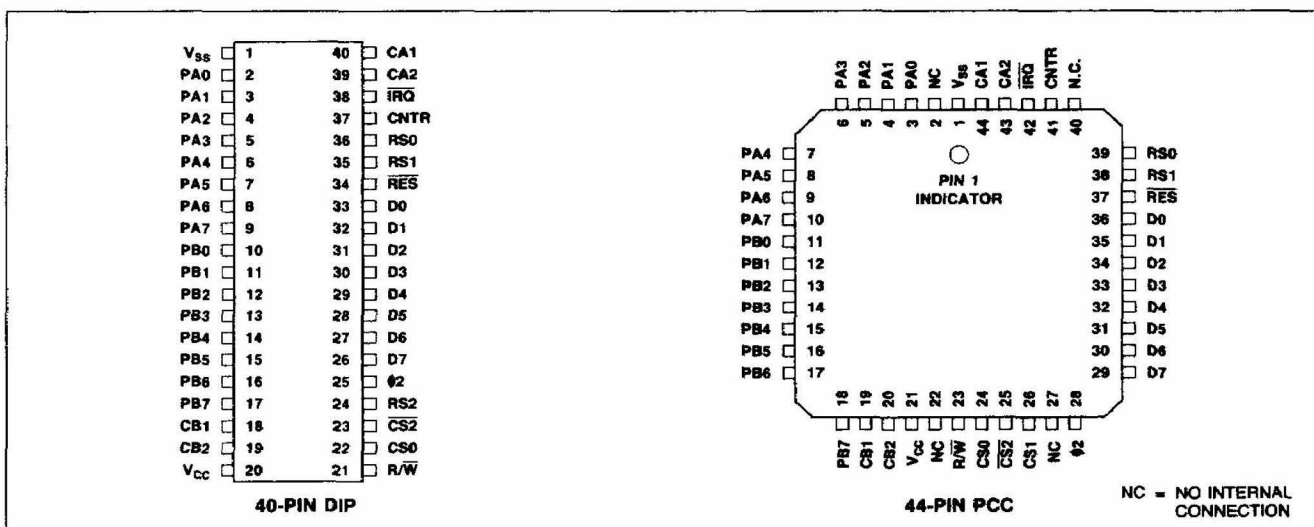 VSS 1 40 CA1
PA0 2 39 CA2
PA1 3 38 I̅R̅Q̅
PA2 4 37 CNTR
PA3 5 36 RS0
PA4 6 35 RS1
PA5 7 34 R̅E̅S̅
PA6 8 33 D0
PA7 9 32 D1
PB0 10 31 D2
PB1 11 30 D3
PB2 12 29 D4
PB3 13 28 D5
PB4 14 27 D6
PB5 15 26 D7
PB6 16 25 ϕ2
PB7 17 24 RS2
CB1 18 23 C̅S̅2̅
CB2 19 22 CS0
VCC 20 21 R/W̅
40-PIN DIP
PA3 PA2 PA1 PA0 NC VSS CA1 CA2 I̅R̅Q̅ CNTR N.C.
6 5 4 3 2 1 44 43 42 41 40
PA4 7 39 RS0
PA5 8 38 RS1
PA6 9 37 R̅E̅S̅
PA7 10 36 D0
PB0 11 35 D1
PB1 12 34 D2
PB2 13 33 D3
PB3 14 32 D4
PB4 15 31 D5
PB5 16 30 D6
PB6 17 29 D7
PIN 1
INDICATOR
18 19 20 21 22 23 24 25 26 27 28
PB7 CB1 CB2 VCC NC R/W̅ CS0 C̅S̅2̅ CS1 NC ϕ2
44-PIN PCC
NC = NO INTERNAL
CONNECTION